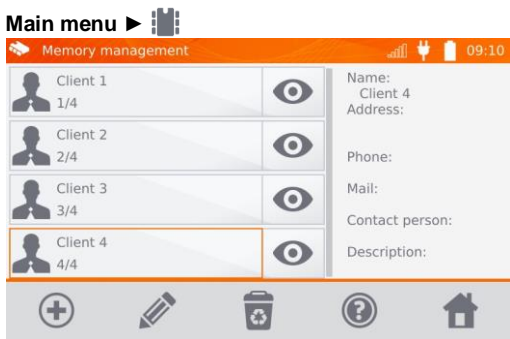 Main menu ►
Memory management 09:10
Client 1
1/4
Client 2
2/4
Client 3
3/4
Client 4
4/4
Name:
Client 4
Address:
Phone:
Mail:
Contact person:
Description: